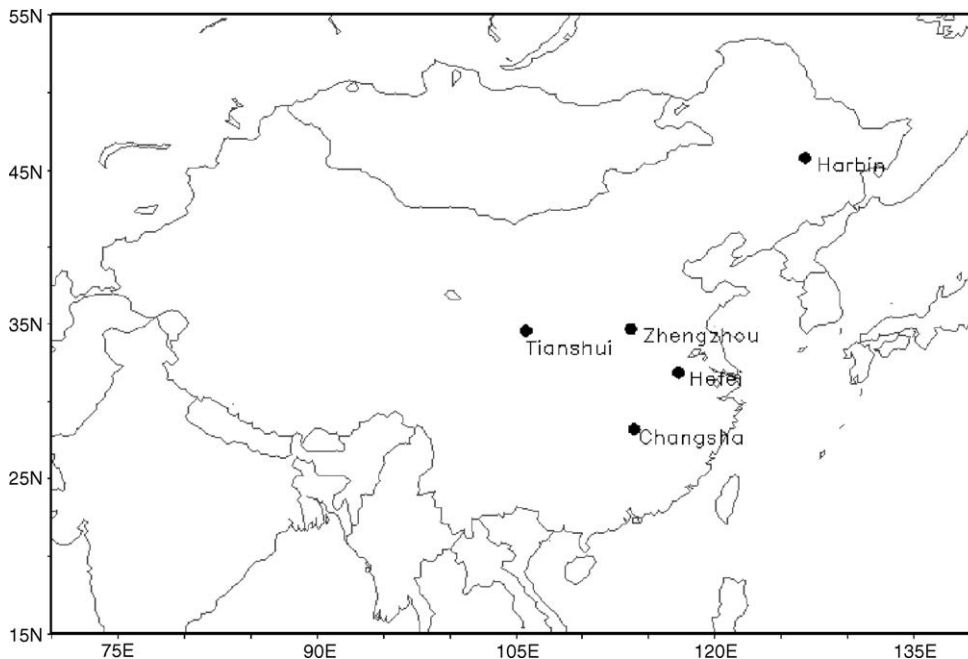 55N
45N
Harbin
35N
Zhengzhou
Tianshui
Hefei
Changsha
25N
15N
75E 90E 105E 120E 135E